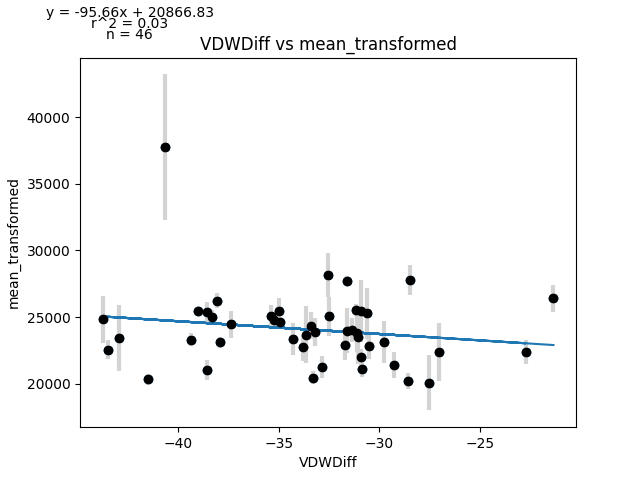 y = -95.66x + 20866.83
r^2 = 0.03
n = 46
VDWDiff vs mean_transformed
40000
35000
30000
25000
20000
mean_transformed
−40
−35
−30
−25
VDWDiff